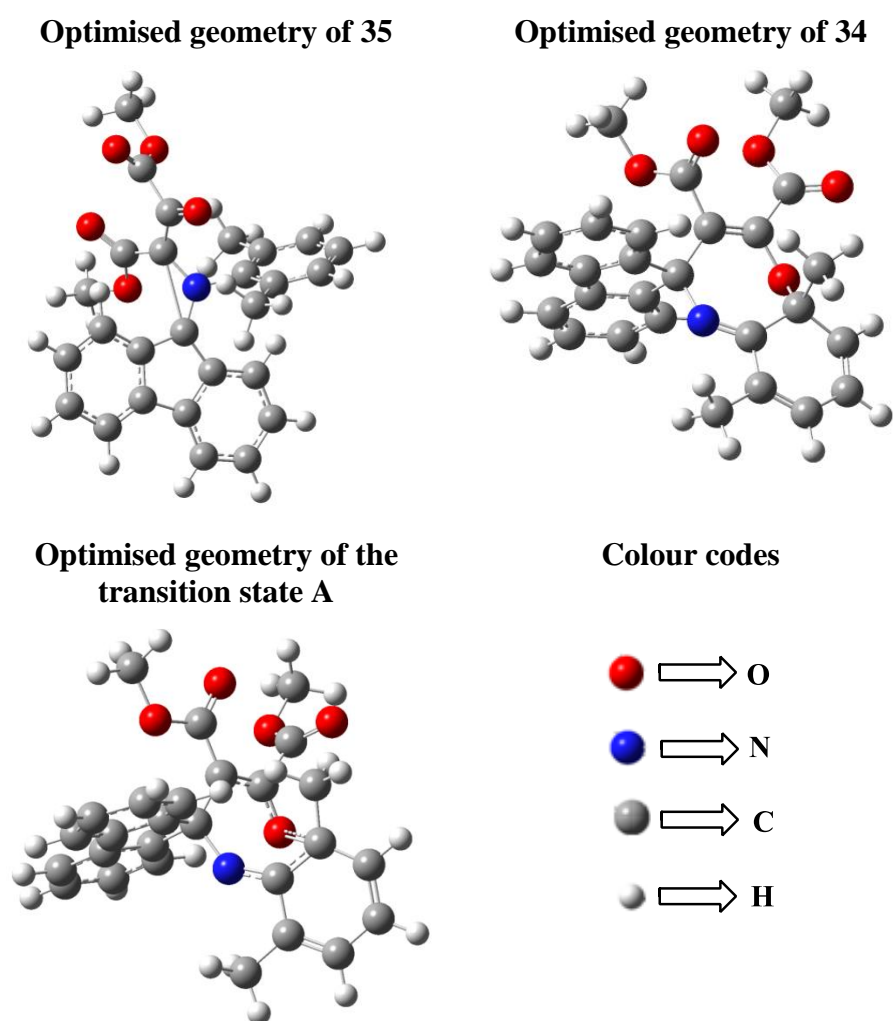 Optimised geometry of 35
Optimised geometry of 34
Optimised geometry of the
transition state A
Colour codes
O
N
C
H